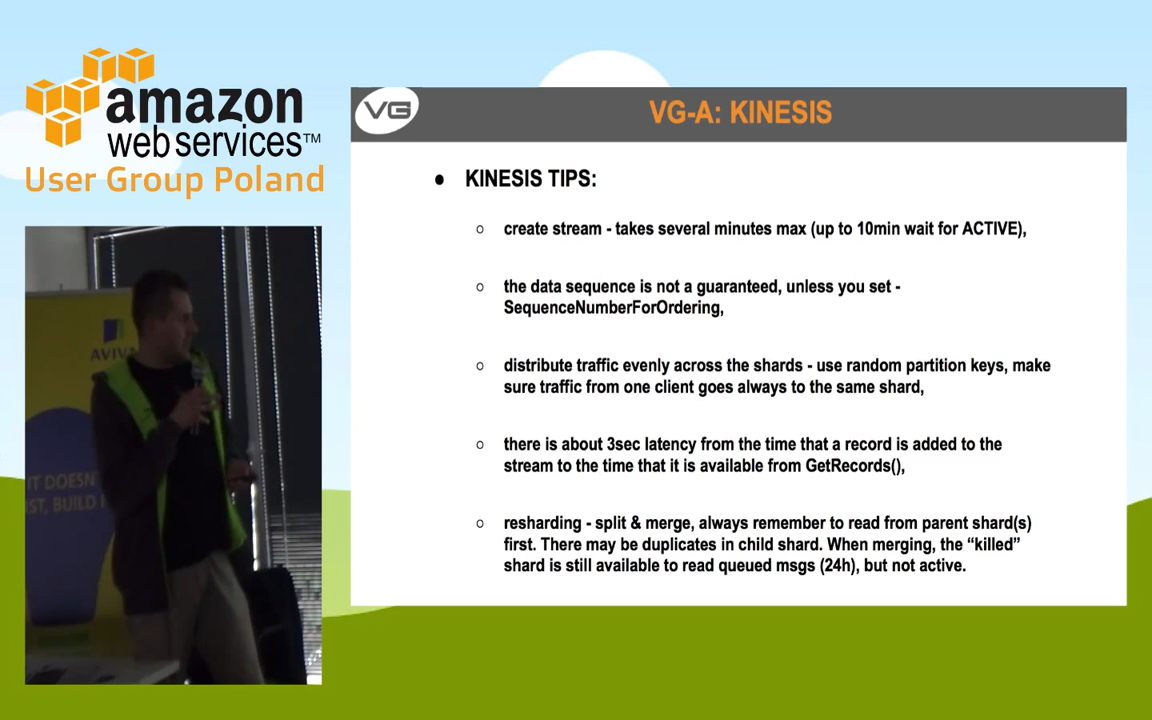 amazon
web services™
User Group Poland
VG
VG-A: KINESIS
KINESIS TIPS:
create stream - takes several minutes max (up to 10min wait for ACTIVE),
the data sequence is not a guaranteed, unless you set -
SequenceNumberForOrdering,
distribute traffic evenly across the shards - use random partition keys, make
sure traffic from one client goes always to the same shard,
there is about 3sec latency from the time that a record is added to the
stream to the time that it is available from GetRecords(),
resharding - split & merge, always remember to read from parent shard(s)
first. There may be duplicates in child shard. When merging, the “killed”
shard is still available to read queued msgs (24h), but not active.
AVIVA
IT DOESN
BUILD